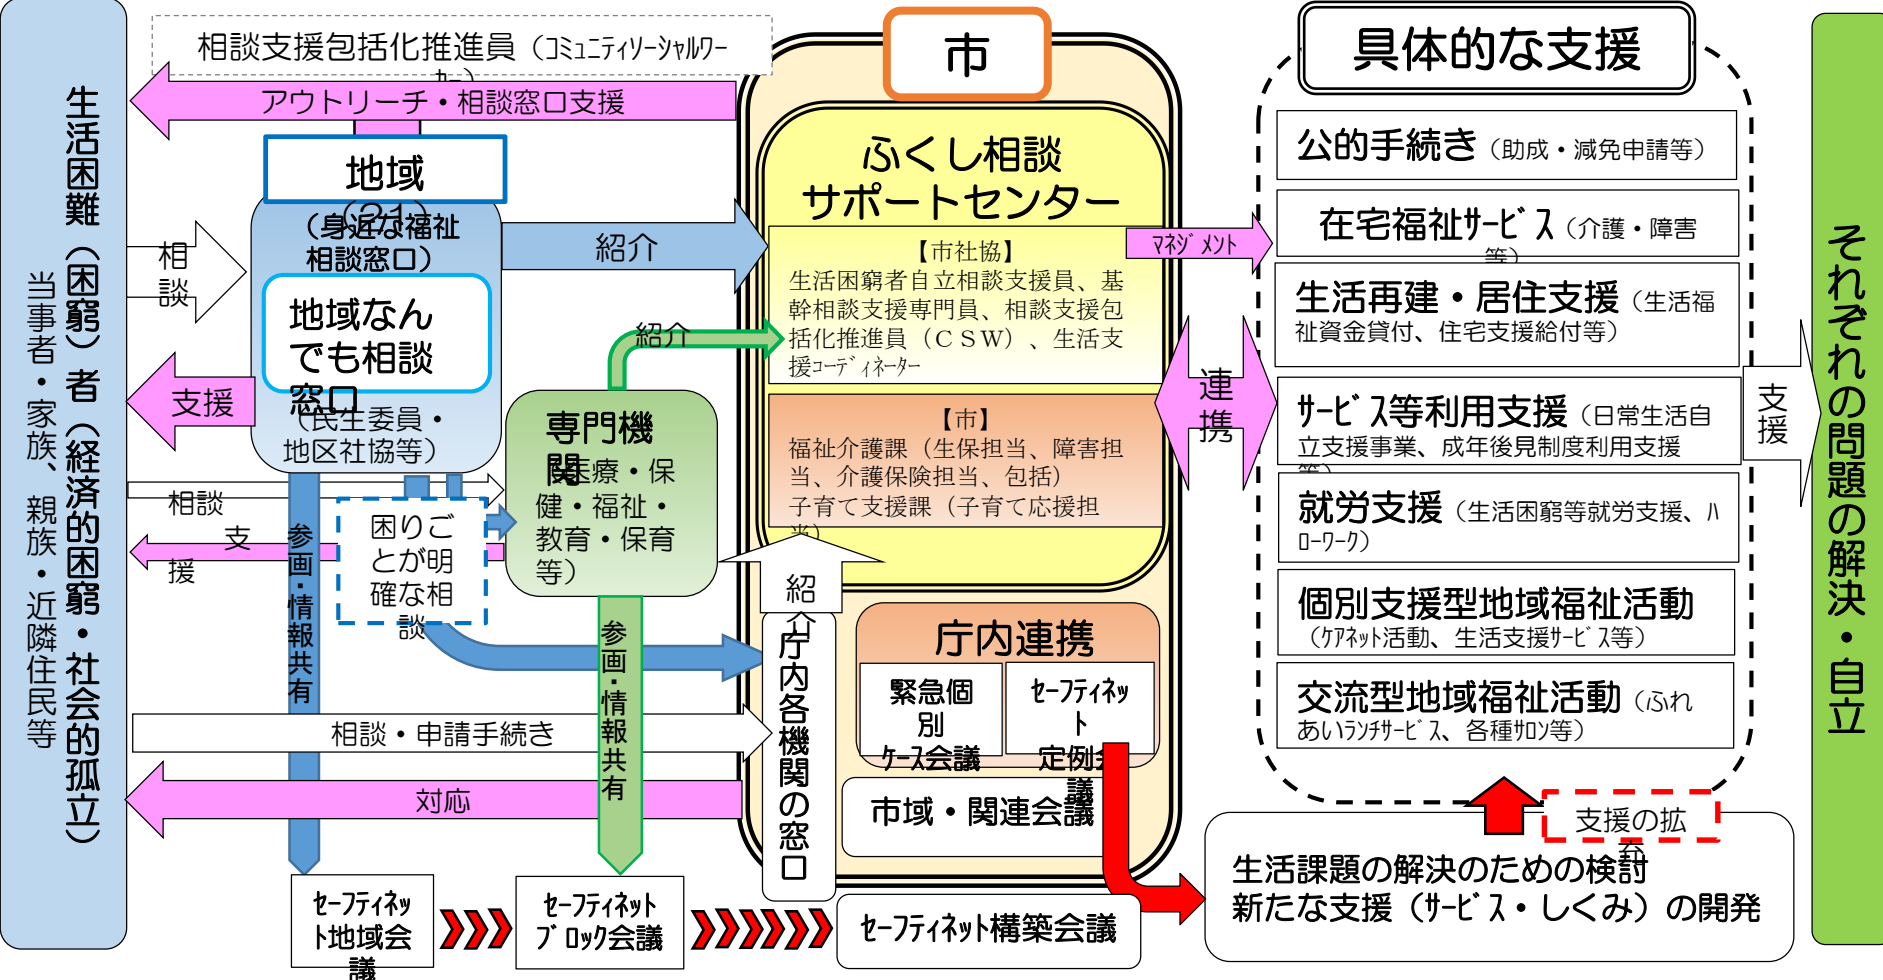 生活困難（困窮）者（経済的困窮・社会的孤立）
当事者・家族、親族・近隣住民等
相談支援包括化推進員（ｺﾐｭﾆﾃｨｿｰｼｬﾙﾜｰ
ｶｰ）
アウトリーチ・相談窓口支援
地域
（21）
（身近な福祉
相談窓口）
地域なん
でも相談
窓口
（民生委員・
地区社協等）
相
談
支援
紹介
紹介
相談
支
援
困りご
とが明
確な相
談
専門機
関
（医療・保
健・福祉・
教育・保育
等）
参画・情報共有
参画・情報共有
相談・申請手続き
対応
市
ふくし相談
サポートセンター
【市社協】
生活困窮者自立相談支援員、基
幹相談支援専門員、相談支援包
括化推進員（ＣＳＷ）、生活支
援ｺｰﾃﾞｨﾈｰﾀｰ
【市】
福祉介護課（生保担当、障害担
当、介護保険担当、包括）
子育て支援課（子育て応援担
当）
紹
介
庁内各機関の窓口
庁内連携
緊急個
別
ｹｰｽ会議
ｾｰﾌﾃｨﾈｯ
ﾄ
定例会
議
市域・関連会議
ｾｰﾌﾃｨﾈｯ
ﾄ地域会
議
ｾｰﾌﾃｨﾈｯﾄ
ﾌﾞﾛｯｸ会議
ｾｰﾌﾃｨﾈｯﾄ構築会議
ﾏﾈｼﾞﾒﾝﾄ
連
携
具体的な支援
公的手続き（助成・減免申請等）
在宅福祉ｻｰﾋﾞｽ（介護・障害
等）
生活再建・居住支援（生活福
祉資金貸付、住宅支援給付等）
ｻｰﾋﾞｽ等利用支援（日常生活自
立支援事業、成年後見制度利用支援
等）
就労支援（生活困窮等就労支援、ﾊ
ﾛｰﾜｰｸ）
個別支援型地域福祉活動
（ｹｱﾈｯﾄ活動、生活支援ｻｰﾋﾞｽ等）
交流型地域福祉活動（ふれ
あいﾗﾝﾁｻｰﾋﾞｽ、各種ｻﾛﾝ等）
支援の拡
充
生活課題の解決のための検討
新たな支援（ｻｰﾋﾞｽ・しくみ）の開発
支
援
それぞれの問題の解決・自立